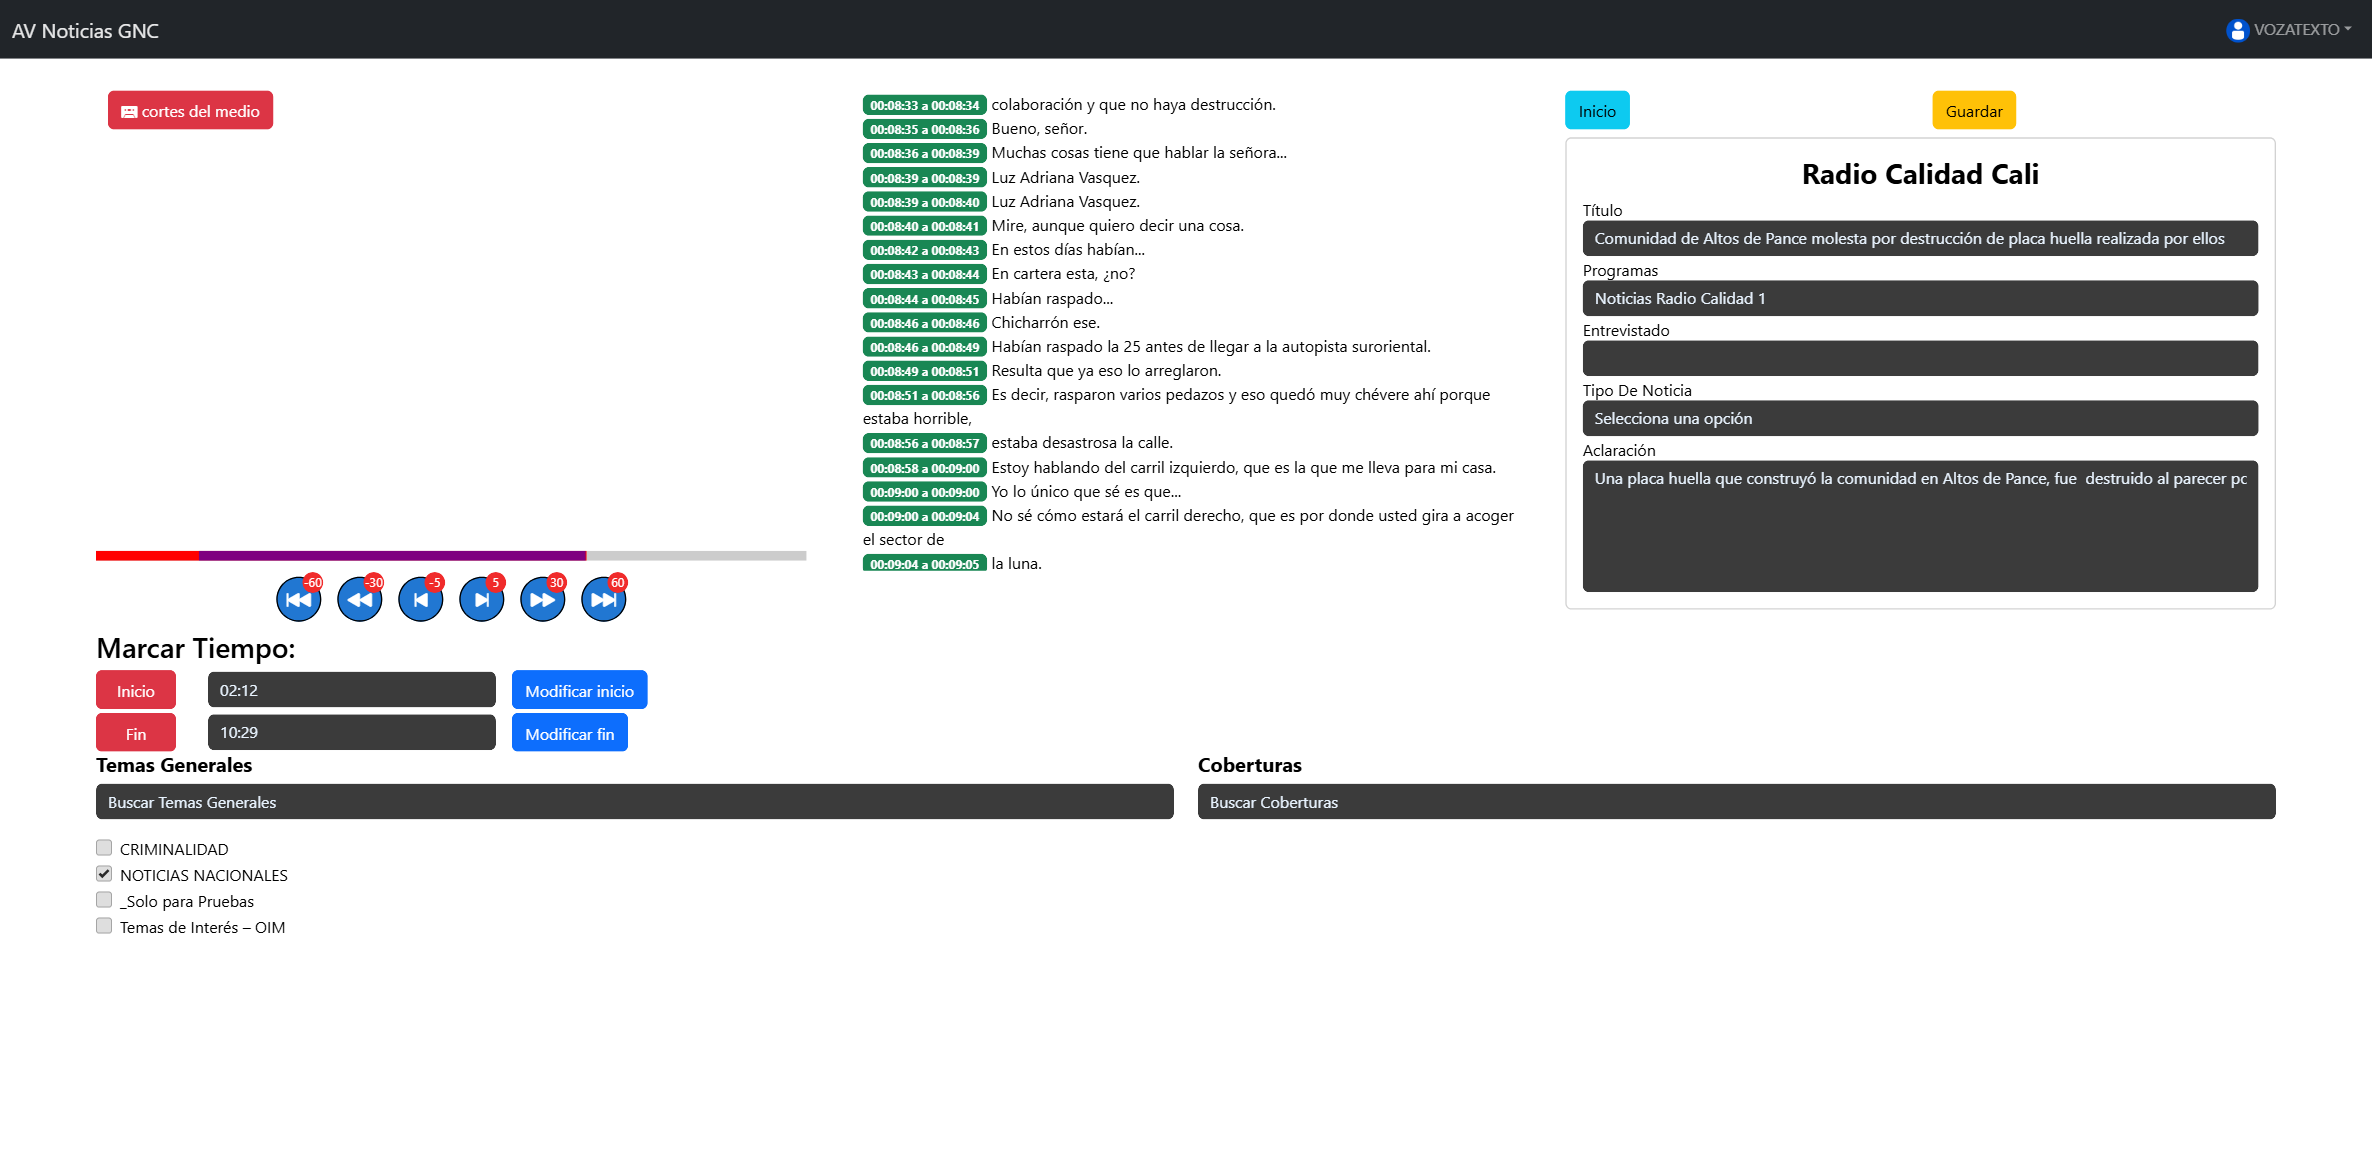 AV Noticias GNC
VOZATEXTO
cortes del medio
-60
-30
-5
5
30
60
Marcar Tiempo:
Inicio
02:12
Modificar inicio
Fin
10:29
Modificar fin
00:08:33 a 00:08:34 colaboración y que no haya destrucción.
00:08:35 a 00:08:36 Bueno, señor.
00:08:36 a 00:08:39 Muchas cosas tiene que hablar la señora...
00:08:39 a 00:08:39 Luz Adriana Vasquez.
00:08:39 a 00:08:40 Luz Adriana Vasquez.
00:08:40 a 00:08:41 Mire, aunque quiero decir una cosa.
00:08:42 a 00:08:43 En estos días habían...
00:08:43 a 00:08:44 En cartera esta, ¿no?
00:08:44 a 00:08:45 Habían raspado...
00:08:46 a 00:08:46 Chicharrón ese.
00:08:46 a 00:08:49 Habían raspado la 25 antes de llegar a la autopista suroriental.
00:08:49 a 00:08:51 Resulta que ya eso lo arreglaron.
00:08:51 a 00:08:56 Es decir, rasparon varios pedazos y eso quedó muy chévere ahí porque
estaba horrible,
00:08:56 a 00:08:57 estaba desastrosa la calle.
00:08:58 a 00:09:00 Estoy hablando del carril izquierdo, que es la que me lleva para mi casa.
00:09:00 a 00:09:00 Yo lo único que sé es que...
00:09:00 a 00:09:04 No sé cómo estará el carril derecho, que es por donde usted gira a acoger
el sector de
00:09:04 a 00:09:05 la luna.
Inicio
Guardar
Radio Calidad Cali
Título
Comunidad de Altos de Pance molesta por destrucción de placa huella realizada por ellos
Programas
Noticias Radio Calidad 1
Entrevistado
Tipo De Noticia
Selecciona una opción
Aclaración
Una placa huella que construyó la comunidad en Altos de Pance, fue  destruido al parecer pc
Temas Generales
Buscar Temas Generales
CRIMINALIDAD
NOTICIAS NACIONALES
_Solo para Pruebas
Temas de Interés – OIM
Coberturas
Buscar Coberturas